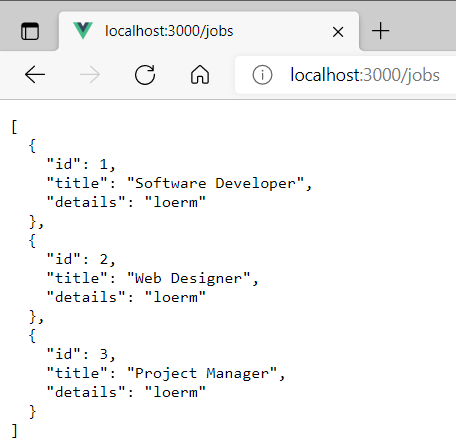 localhost:3000/jobs
localhost:3000/jobs
[
  {
    "id": 1,
    "title": "Software Developer",
    "details": "loerm"
  },
  {
    "id": 2,
    "title": "Web Designer",
    "details": "loerm"
  },
  {
    "id": 3,
    "title": "Project Manager",
    "details": "loerm"
  }
]